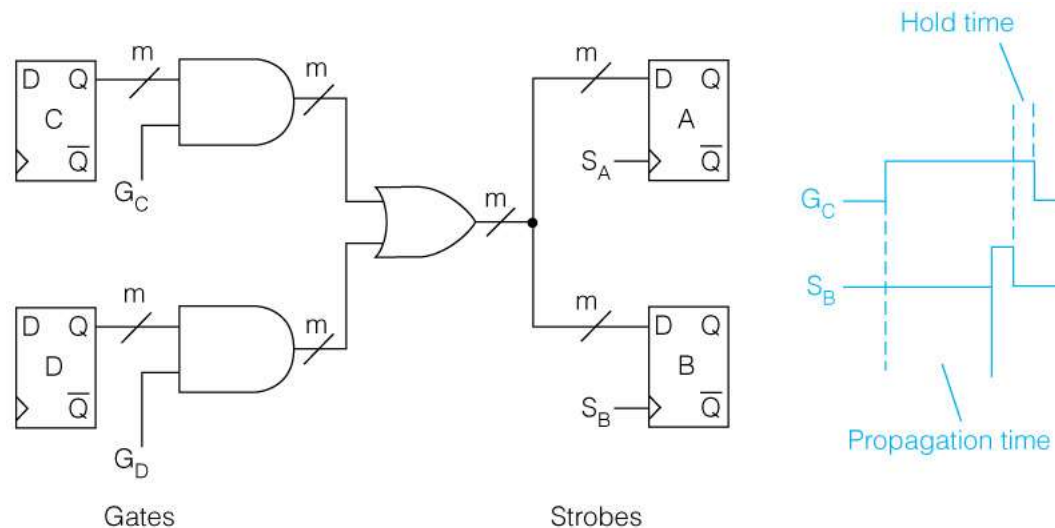 Hold time
m
m
m
D Q
D Q
C
A
Q
S_A
Q
G_C
G_C
m
m
m
m
S_B
D Q
D Q
D
B
Q
S_B
Q
G_D
Propagation time
Gates
Strobes